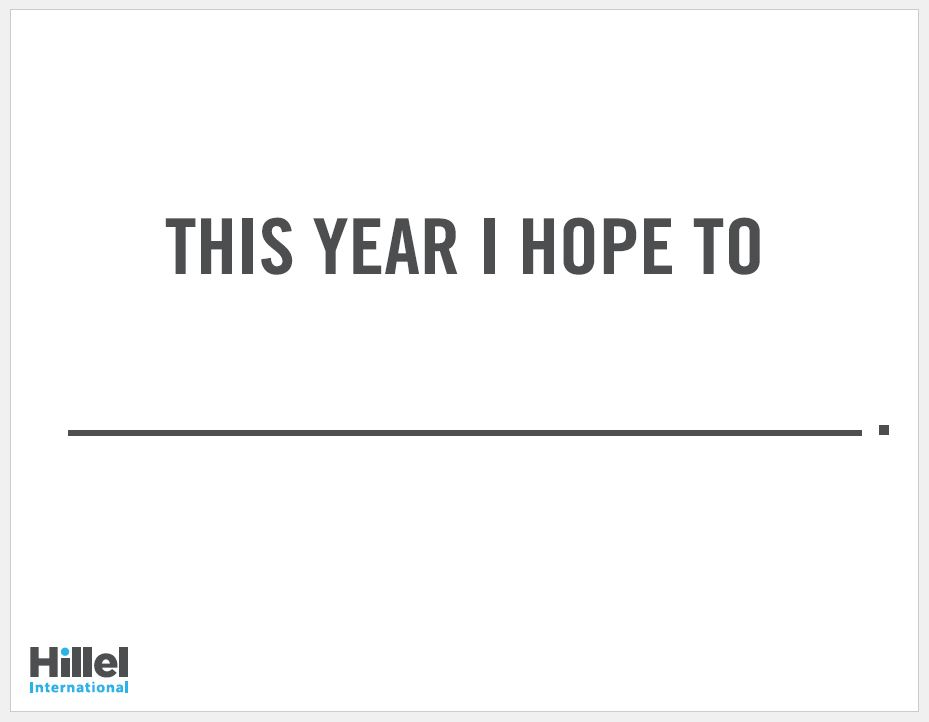 THIS YEAR I HOPE TO
.
Hillel
International